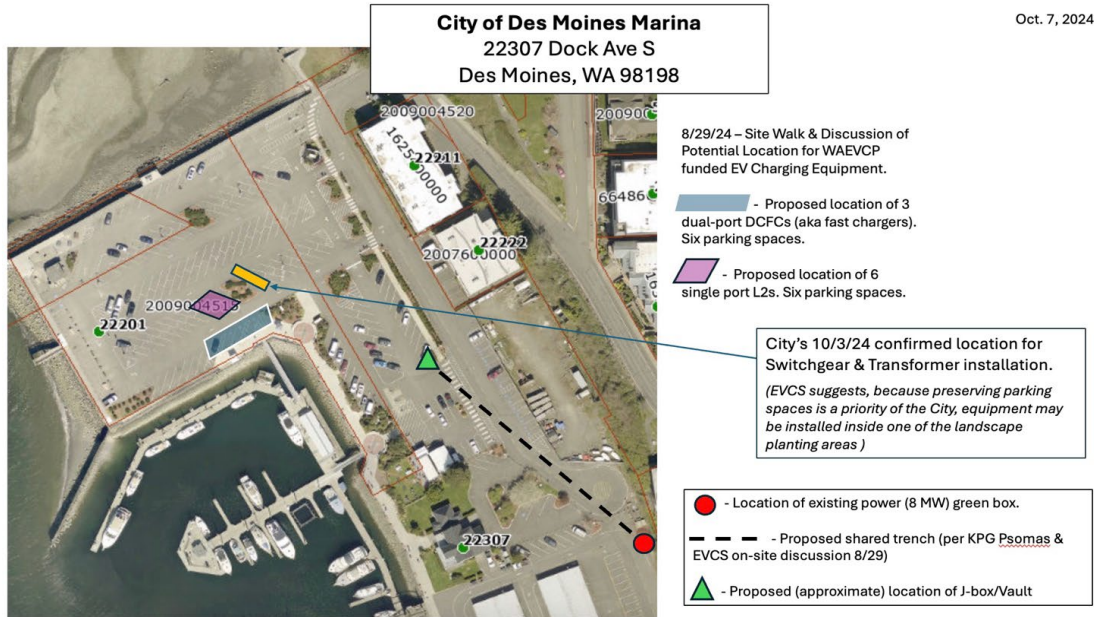 City of Des Moines Marina
22307 Dock Ave S
Des Moines, WA 98198
Oct. 7, 2024
2009004520
1625000000
22211
22222
2007600000
2009004515
22201
22307
8/29/24 – Site Walk & Discussion of
Potential Location for WAEVCP
funded EV Charging Equipment.
- Proposed location of 3
dual-port DCFCs (aka fast chargers).
Six parking spaces.
- Proposed location of 6
single port L2s. Six parking spaces.
City's 10/3/24 confirmed location for
Switchgear & Transformer installation.
(EVCS suggests, because preserving parking
spaces is a priority of the City, equipment may
be installed inside one of the landscape
planting areas )
- Location of existing power (8 MW) green box.
- Proposed shared trench (per KPG Psomas &
EVCS on-site discussion 8/29)
- Proposed (approximate) location of J-box/Vault